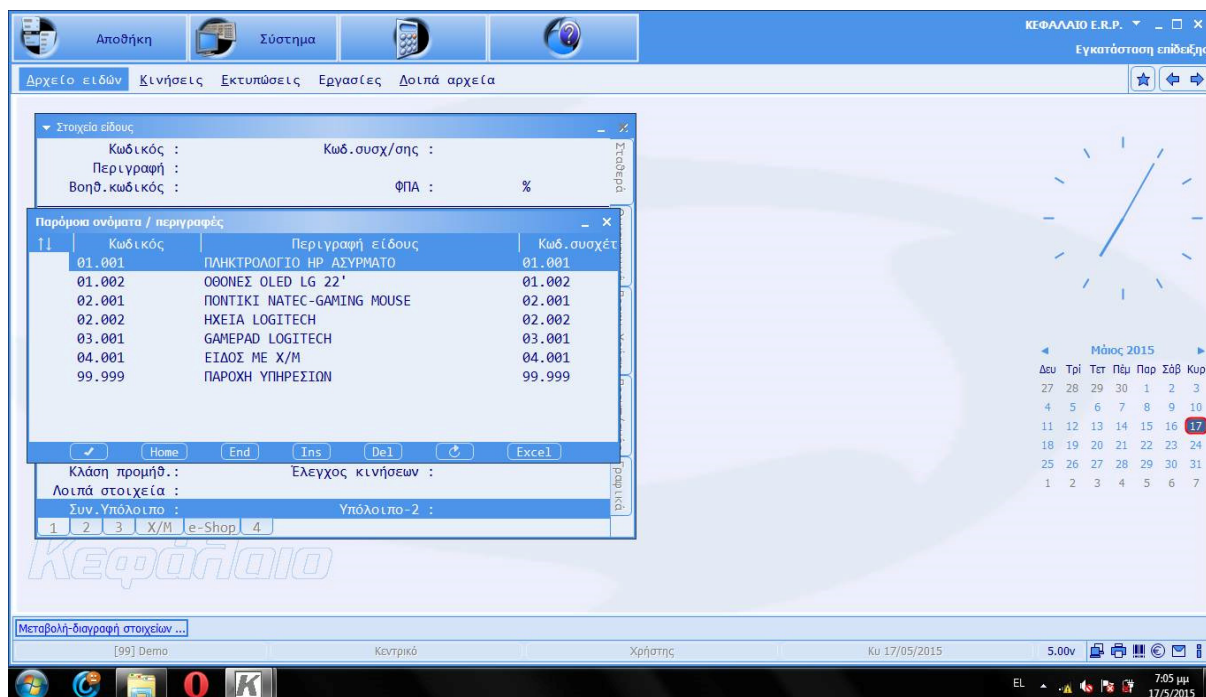 Αποθήκη Σύστημα ΚΕΦΑΛΑΙΟ E.R.P.
Εγκατάσταση επίδειξης
Αρχείο ειδών Κινήσεις Εκτυπώσεις Εργασίες Λοιπά αρχεία
Στοιχεία είδους
Κωδικός : Κωδ.συσχ/σης :
Περιγραφή :
Βοηθ.κωδικός : ΦΠΑ : %
Σταθερά
Παρόμοια ονόματα / περιγραφές
Κωδικός Περιγραφή είδους Κωδ.συσχέτ
01.001 ΠΛΗΚΤΡΟΛΟΓΙΟ HP ΑΣΥΡΜΑΤΟ 01.001
01.002 ΟΘΟΝΕΣ OLED LG 22' 01.002
02.001 ΠΟΝΤΙΚΙ NATEC-GAMING MOUSE 02.001
02.002 ΗΧΕΙΑ LOGITECH 02.002
03.001 GAMEPAD LOGITECH 03.001
04.001 ΕΙΔΟΣ ΜΕ Χ/Μ 04.001
99.999 ΠΑΡΟΧΗ ΥΠΗΡΕΣΙΩΝ 99.999
Home End Ins Del Excel
Κλάση προμήθ.: Έλεγχος κινήσεων :
Λοιπά στοιχεία :
Συν.Υπόλοιπο : Υπόλοιπο-2 :
1 2 3 Χ/Μ e-Shop 4
Κεφάλαιο
Μάιος 2015
Δευ Τρί Τετ Πέμ Παρ Σάβ Κυρ
27 28 29 30 1 2 3
4 5 6 7 8 9 10
11 12 13 14 15 16 17
18 19 20 21 22 23 24
25 26 27 28 29 30 31
1 2 3 4 5 6 7
Μεταβολή-διαγραφή στοιχείων ...
[99] Demo Κεντρικό Χρήστης Κυ 17/05/2015 5.00v
EL 7:05 μμ
17/5/2015